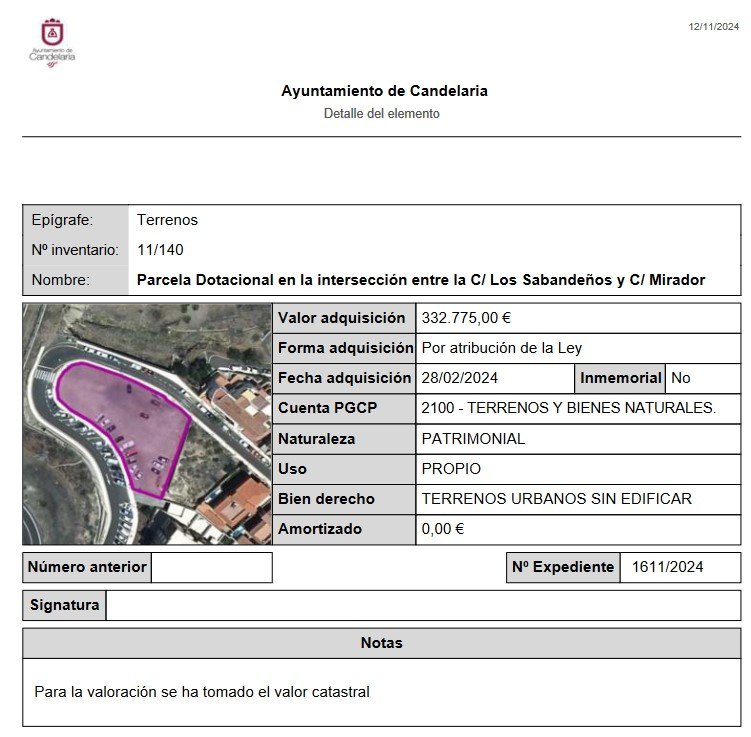 12/11/2024
Ayuntamiento de
Candelaria
Ayuntamiento de Candelaria
Detalle del elemento
Epígrafe: Terrenos
Nº inventario: 11/140
Nombre: Parcela Dotacional en la intersección entre la C/ Los Sabandeños y C/ Mirador
Valor adquisición 332.775,00 €
Forma adquisición Por atribución de la Ley
Fecha adquisición 28/02/2024 Inmemorial No
Cuenta PGCP 2100 - TERRENOS Y BIENES NATURALES.
Naturaleza PATRIMONIAL
Uso PROPIO
Bien derecho TERRENOS URBANOS SIN EDIFICAR
Amortizado 0,00 €
Número anterior Nº Expediente 1611/2024
Signatura
Notas
Para la valoración se ha tomado el valor catastral